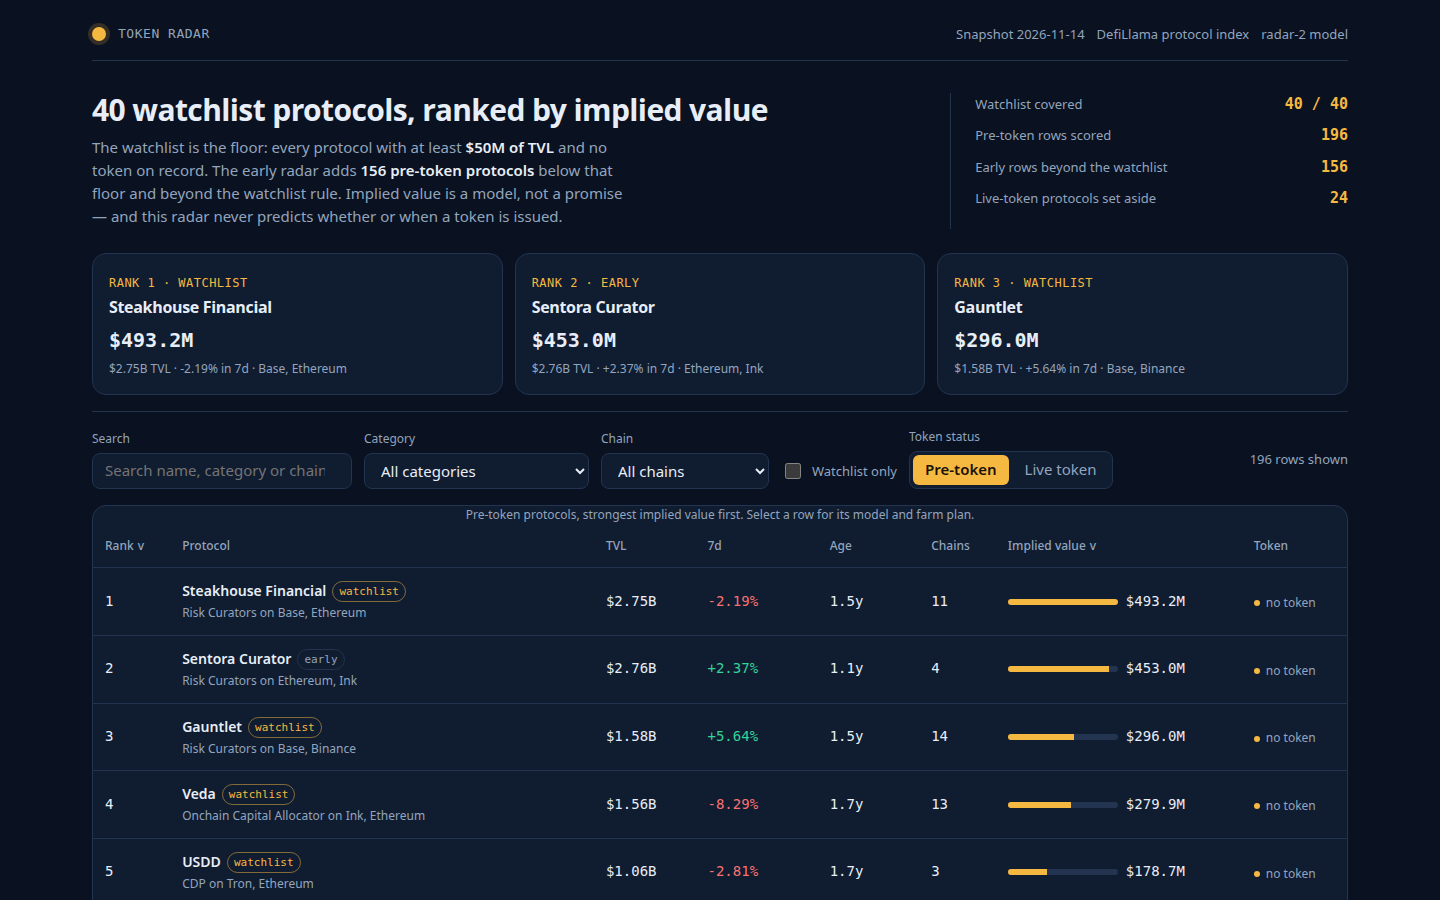 TOKEN RADAR
Snapshot 2026-11-14 DefiLlama protocol index radar-2 model
40 watchlist protocols, ranked by implied value
The watchlist is the floor: every protocol with at least $50M of TVL and no
token on record. The early radar adds 156 pre-token protocols below that
floor and beyond the watchlist rule. Implied value is a model, not a promise
— and this radar never predicts whether or when a token is issued.
Watchlist covered 40 / 40
Pre-token rows scored 196
Early rows beyond the watchlist 156
Live-token protocols set aside 24
RANK 1 · WATCHLIST
Steakhouse Financial
$493.2M
$2.75B TVL · -2.19% in 7d · Base, Ethereum
RANK 2 · EARLY
Sentora Curator
$453.0M
$2.76B TVL · +2.37% in 7d · Ethereum, Ink
RANK 3 · WATCHLIST
Gauntlet
$296.0M
$1.58B TVL · +5.64% in 7d · Base, Binance
Search
Search name, category or chain
Category
All categories
Chain
All chains
Watchlist only
Token status
Pre-token Live token
196 rows shown
Pre-token protocols, strongest implied value first. Select a row for its model and farm plan.
Rank v Protocol TVL 7d Age Chains Implied value v Token
1 Steakhouse Financial watchlist $2.75B -2.19% 1.5y 11 $493.2M no token
Risk Curators on Base, Ethereum
2 Sentora Curator early $2.76B +2.37% 1.1y 4 $453.0M no token
Risk Curators on Ethereum, Ink
3 Gauntlet watchlist $1.58B +5.64% 1.5y 14 $296.0M no token
Risk Curators on Base, Binance
4 Veda watchlist $1.56B -8.29% 1.7y 13 $279.9M no token
Onchain Capital Allocator on Ink, Ethereum
5 USDD watchlist $1.06B -2.81% 1.7y 3 $178.7M no token
CDP on Tron, Ethereum